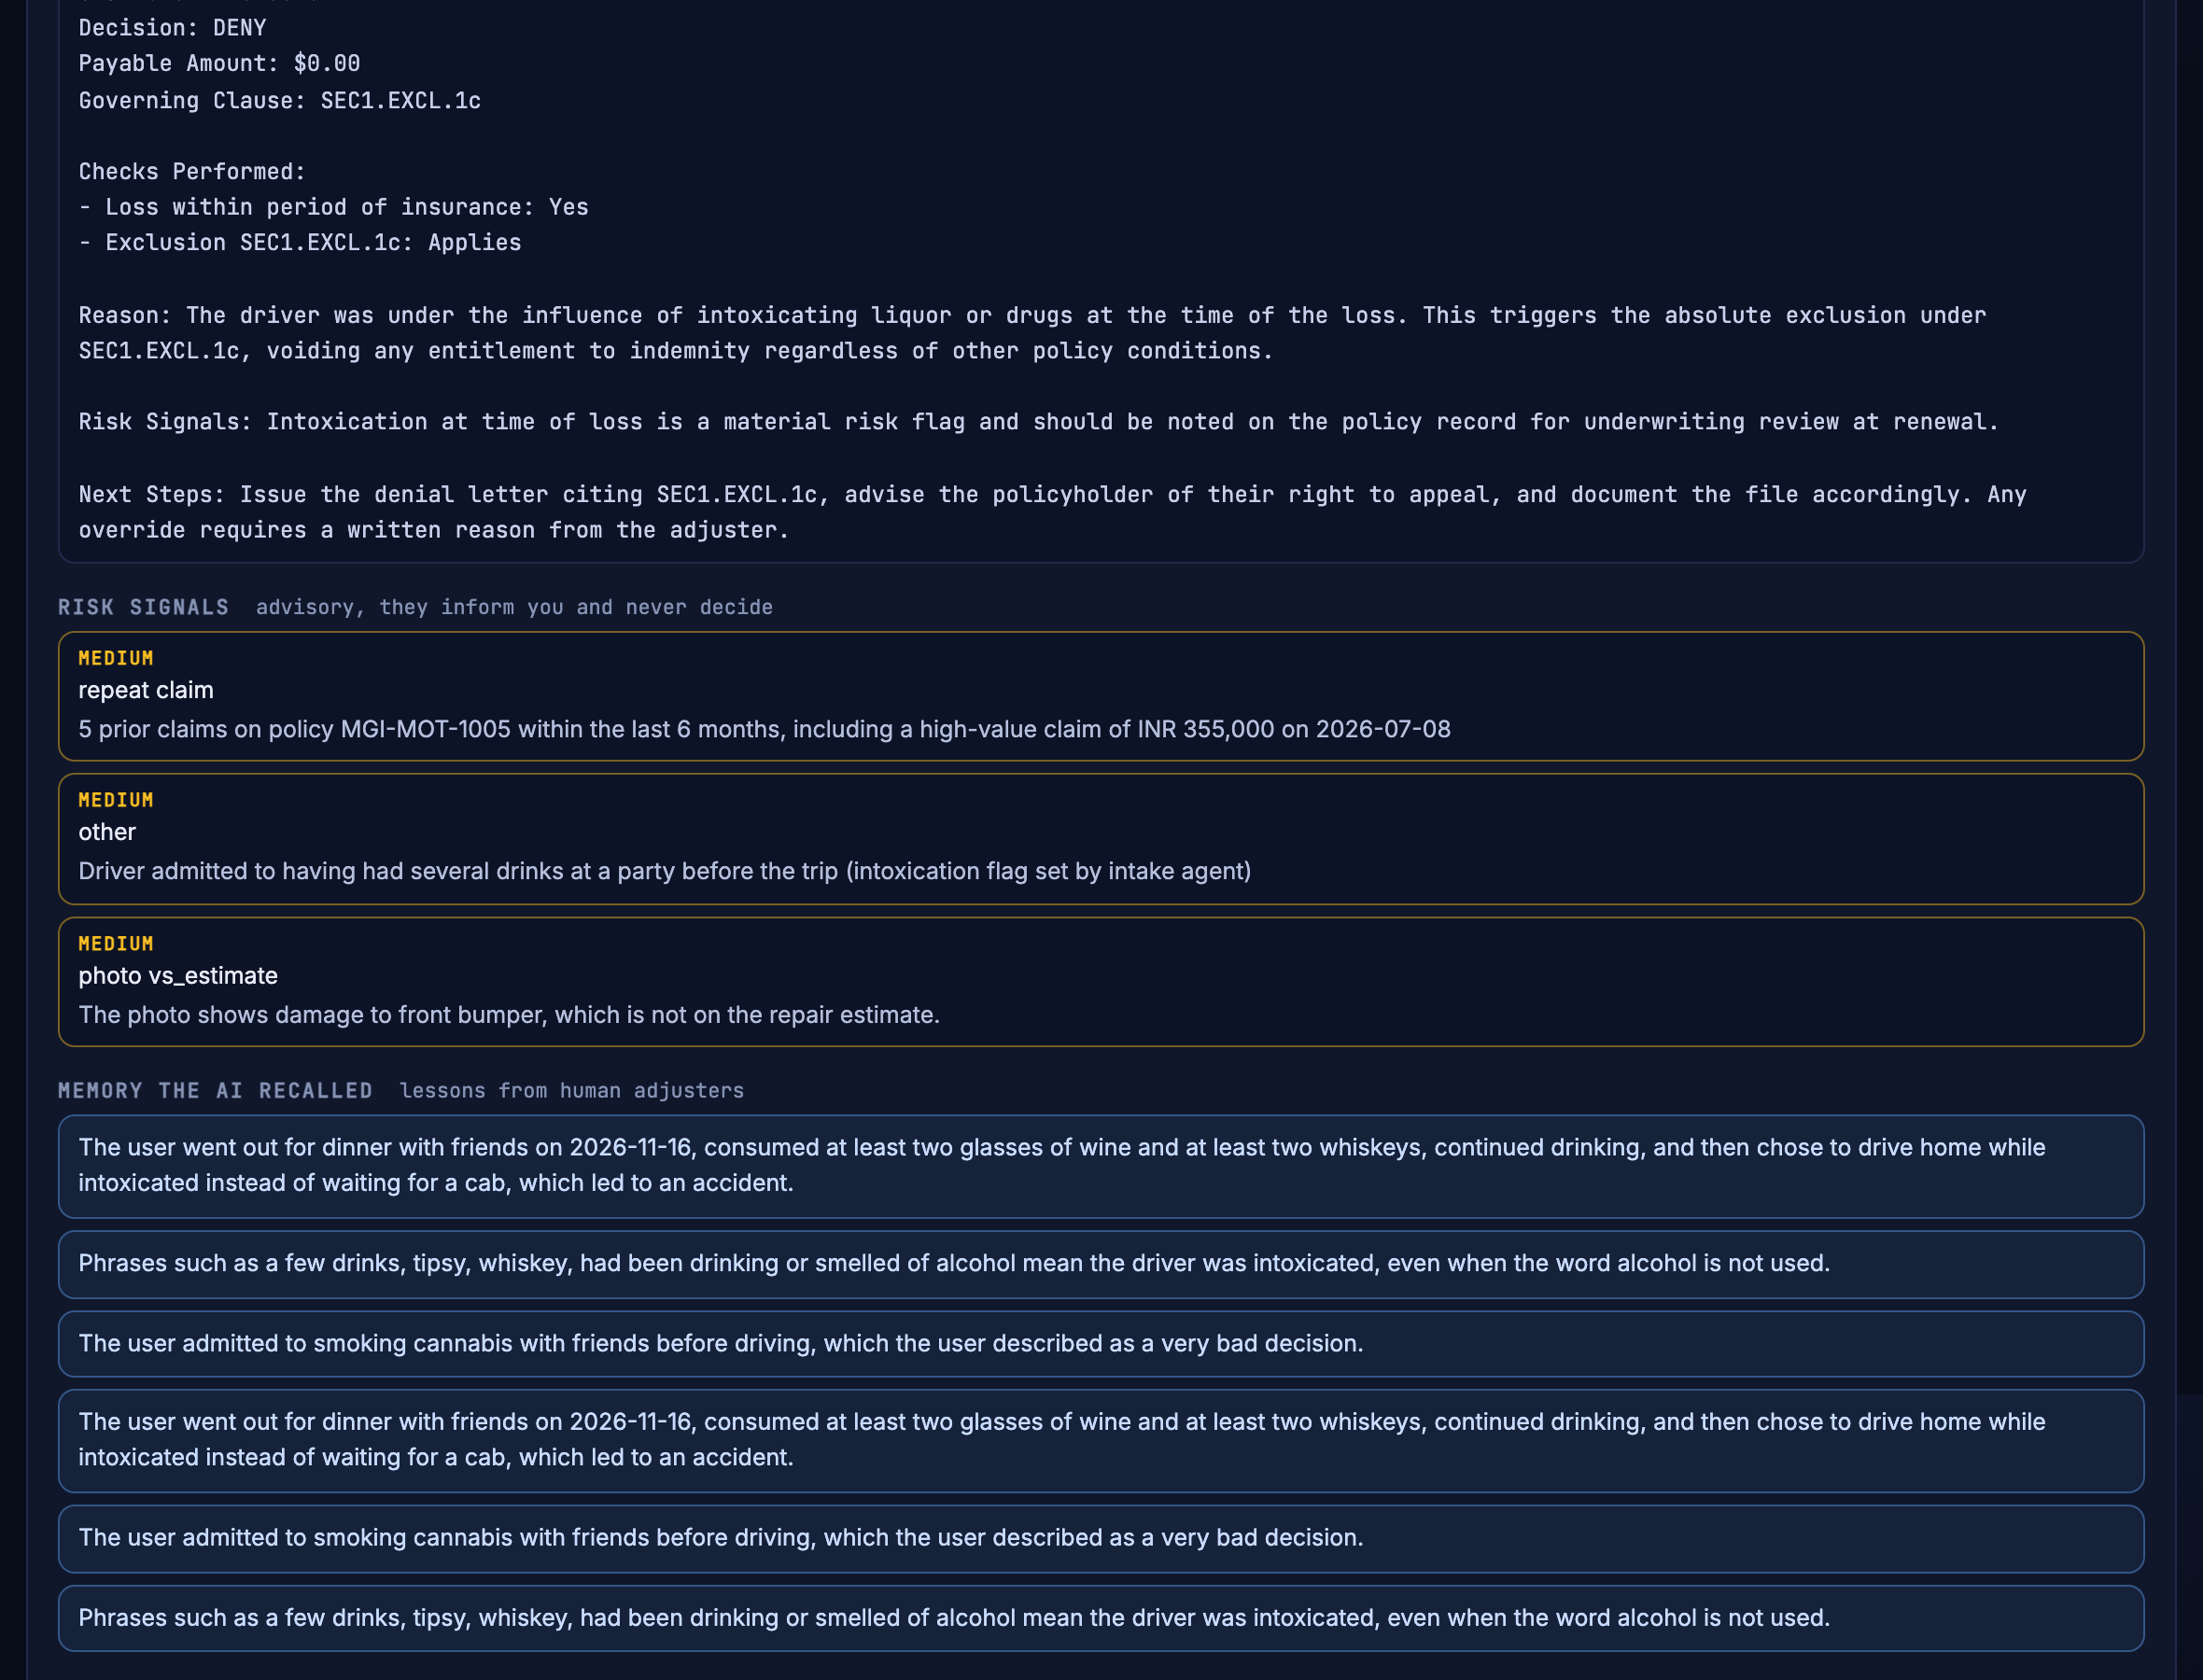 Decision: DENY
Payable Amount: $0.00
Governing Clause: SEC1.EXCL.1c
Checks Performed:
- Loss within period of insurance: Yes
- Exclusion SEC1.EXCL.1c: Applies
Reason: The driver was under the influence of intoxicating liquor or drugs at the time of the loss. This triggers the absolute exclusion under
SEC1.EXCL.1c, voiding any entitlement to indemnity regardless of other policy conditions.
Risk Signals: Intoxication at time of loss is a material risk flag and should be noted on the policy record for underwriting review at renewal.
Next Steps: Issue the denial letter citing SEC1.EXCL.1c, advise the policyholder of their right to appeal, and document the file accordingly. Any
override requires a written reason from the adjuster.
RISK SIGNALS advisory, they inform you and never decide
MEDIUM
repeat claim
5 prior claims on policy MGI-MOT-1005 within the last 6 months, including a high-value claim of INR 355,000 on 2026-07-08
MEDIUM
other
Driver admitted to having had several drinks at a party before the trip (intoxication flag set by intake agent)
MEDIUM
photo vs_estimate
The photo shows damage to front bumper, which is not on the repair estimate.
MEMORY THE AI RECALLED lessons from human adjusters
The user went out for dinner with friends on 2026-11-16, consumed at least two glasses of wine and at least two whiskeys, continued drinking, and then chose to drive home while
intoxicated instead of waiting for a cab, which led to an accident.
Phrases such as a few drinks, tipsy, whiskey, had been drinking or smelled of alcohol mean the driver was intoxicated, even when the word alcohol is not used.
The user admitted to smoking cannabis with friends before driving, which the user described as a very bad decision.
The user went out for dinner with friends on 2026-11-16, consumed at least two glasses of wine and at least two whiskeys, continued drinking, and then chose to drive home while
intoxicated instead of waiting for a cab, which led to an accident.
The user admitted to smoking cannabis with friends before driving, which the user described as a very bad decision.
Phrases such as a few drinks, tipsy, whiskey, had been drinking or smelled of alcohol mean the driver was intoxicated, even when the word alcohol is not used.